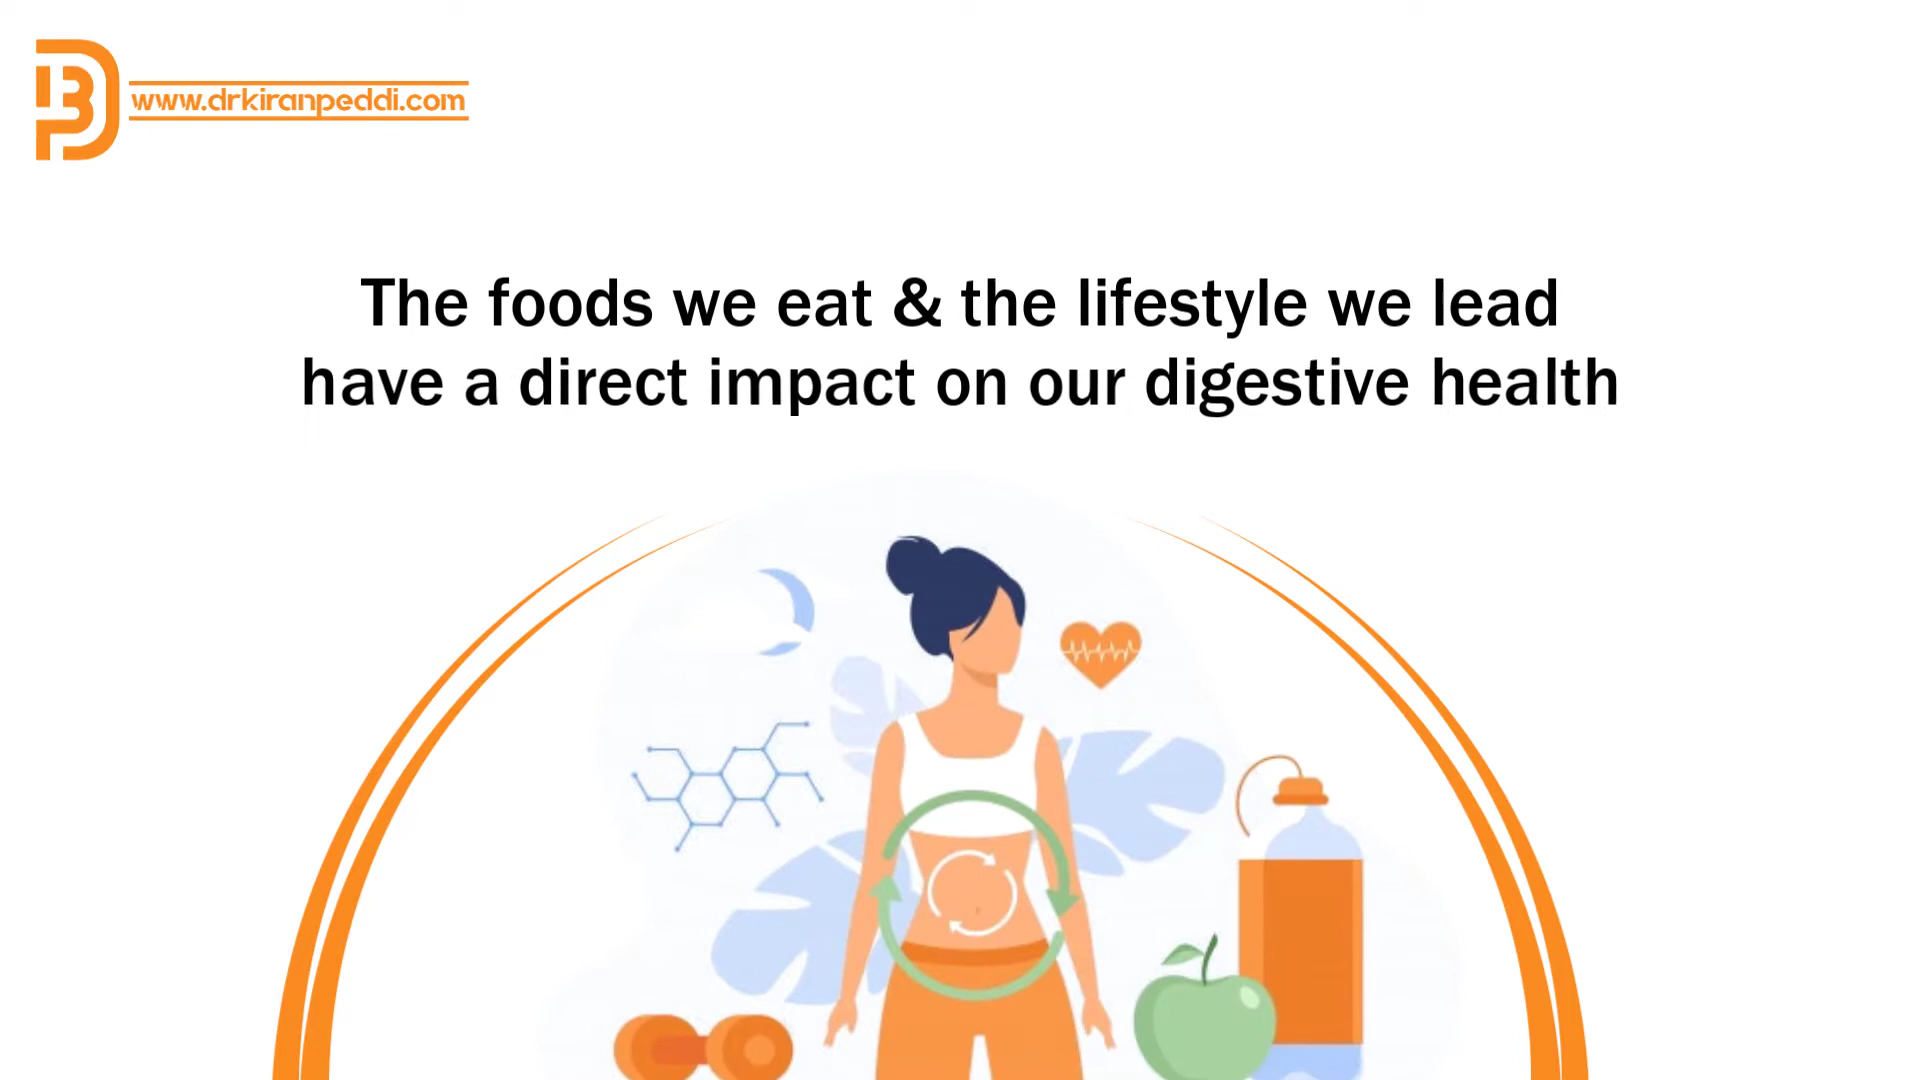 www.drkiranpeddi.com
The foods we eat & the lifestyle we lead
have a direct impact on our digestive health